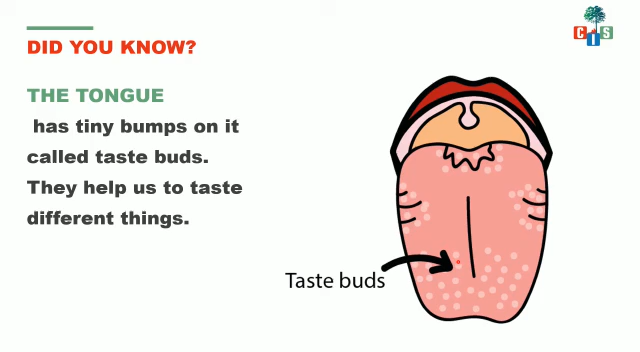 DID YOU KNOW?
THE TONGUE
has tiny bumps on it
called taste buds.
They help us to taste
different things.
Taste buds
CIS